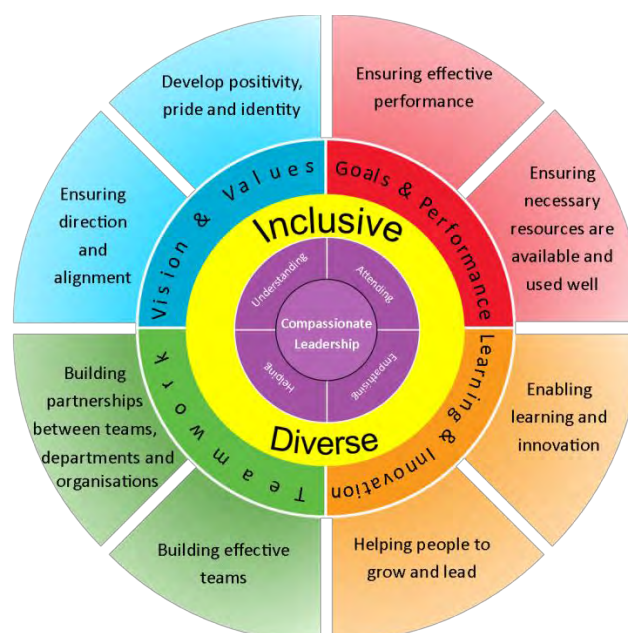 Develop positivity,
pride and identity
Ensuring effective
performance
Ensuring
direction
and
alignment
Ensuring
necessary
resources are
available and
used well
Vision & Values
Goals & Performance
Inclusive
Understanding
Attending
Compassionate
Leadership
Helping
Empathising
Diverse
Teamwork
Learning & Innovation
Building
partnerships
between teams,
departments and
organisations
Enabling
learning and
innovation
Building effective
teams
Helping people to
grow and lead